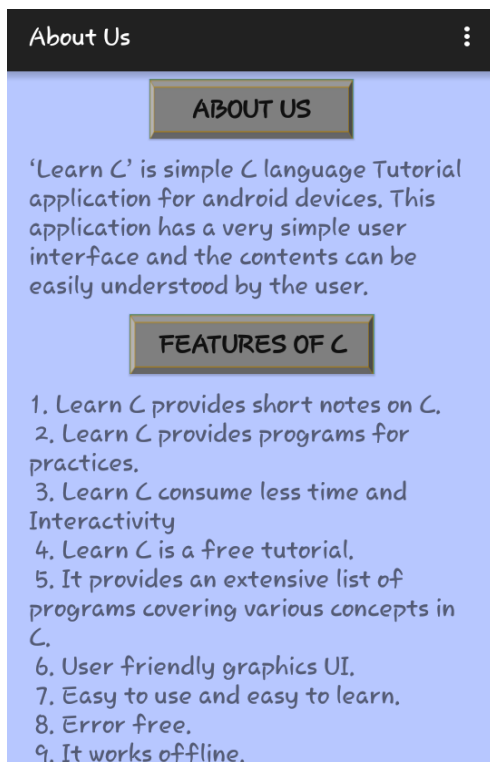 About Us
ABOUT US
‘Learn C’ is simple C language Tutorial
application for android devices. This
application has a very simple user
interface and the contents can be
easily understood by the user.
FEATURES OF C
1. Learn C provides short notes on C.
2. Learn C provides programs for
practices.
3. Learn C consume less time and
Interactivity
4. Learn C is a free tutorial.
5. It provides an extensive list of
programs covering various concepts in
C.
6. User friendly graphics UI.
7. Easy to use and easy to learn.
8. Error free.
9. It works offline.